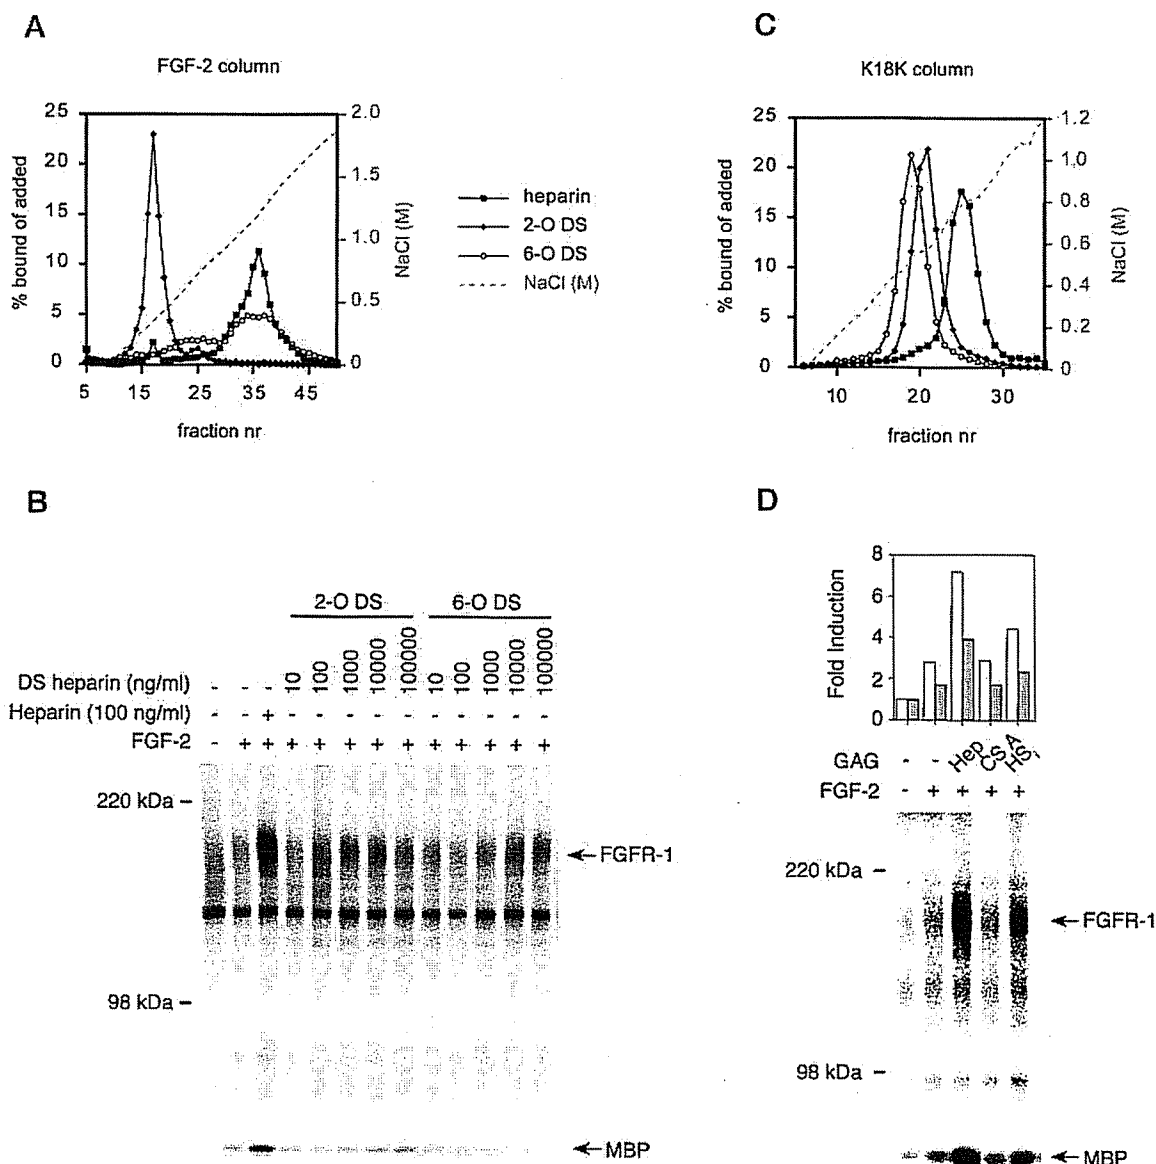 A
FGF-2 column
25
20
15
10
5
0
% bound of added
5 15 25 35 45
fraction nr
2.0
1.5
1.0
0.5
0
NaCl (M)
heparin
2-O DS
6-O DS
NaCl (M)
C
K18K column
25
20
15
10
5
0
% bound of added
10 20 30
fraction nr
1.2
1.0
0.8
0.6
0.4
0.2
0
NaCl (M)
B
2-O DS 6-O DS
DS heparin (ng/ml) - - - 10 100 1000 10000 100000 10 100 1000 10000 100000
Heparin (100 ng/ml) - - + - - - - - - - - - -
FGF-2 - + + + + + + + + + + + +
220 kDa
FGFR-1
98 kDa
MBP
D
8
6
4
2
0
Fold Induction
GAG - - Hep CS A HSi
FGF-2 - + + + +
220 kDa
FGFR-1
98 kDa
MBP